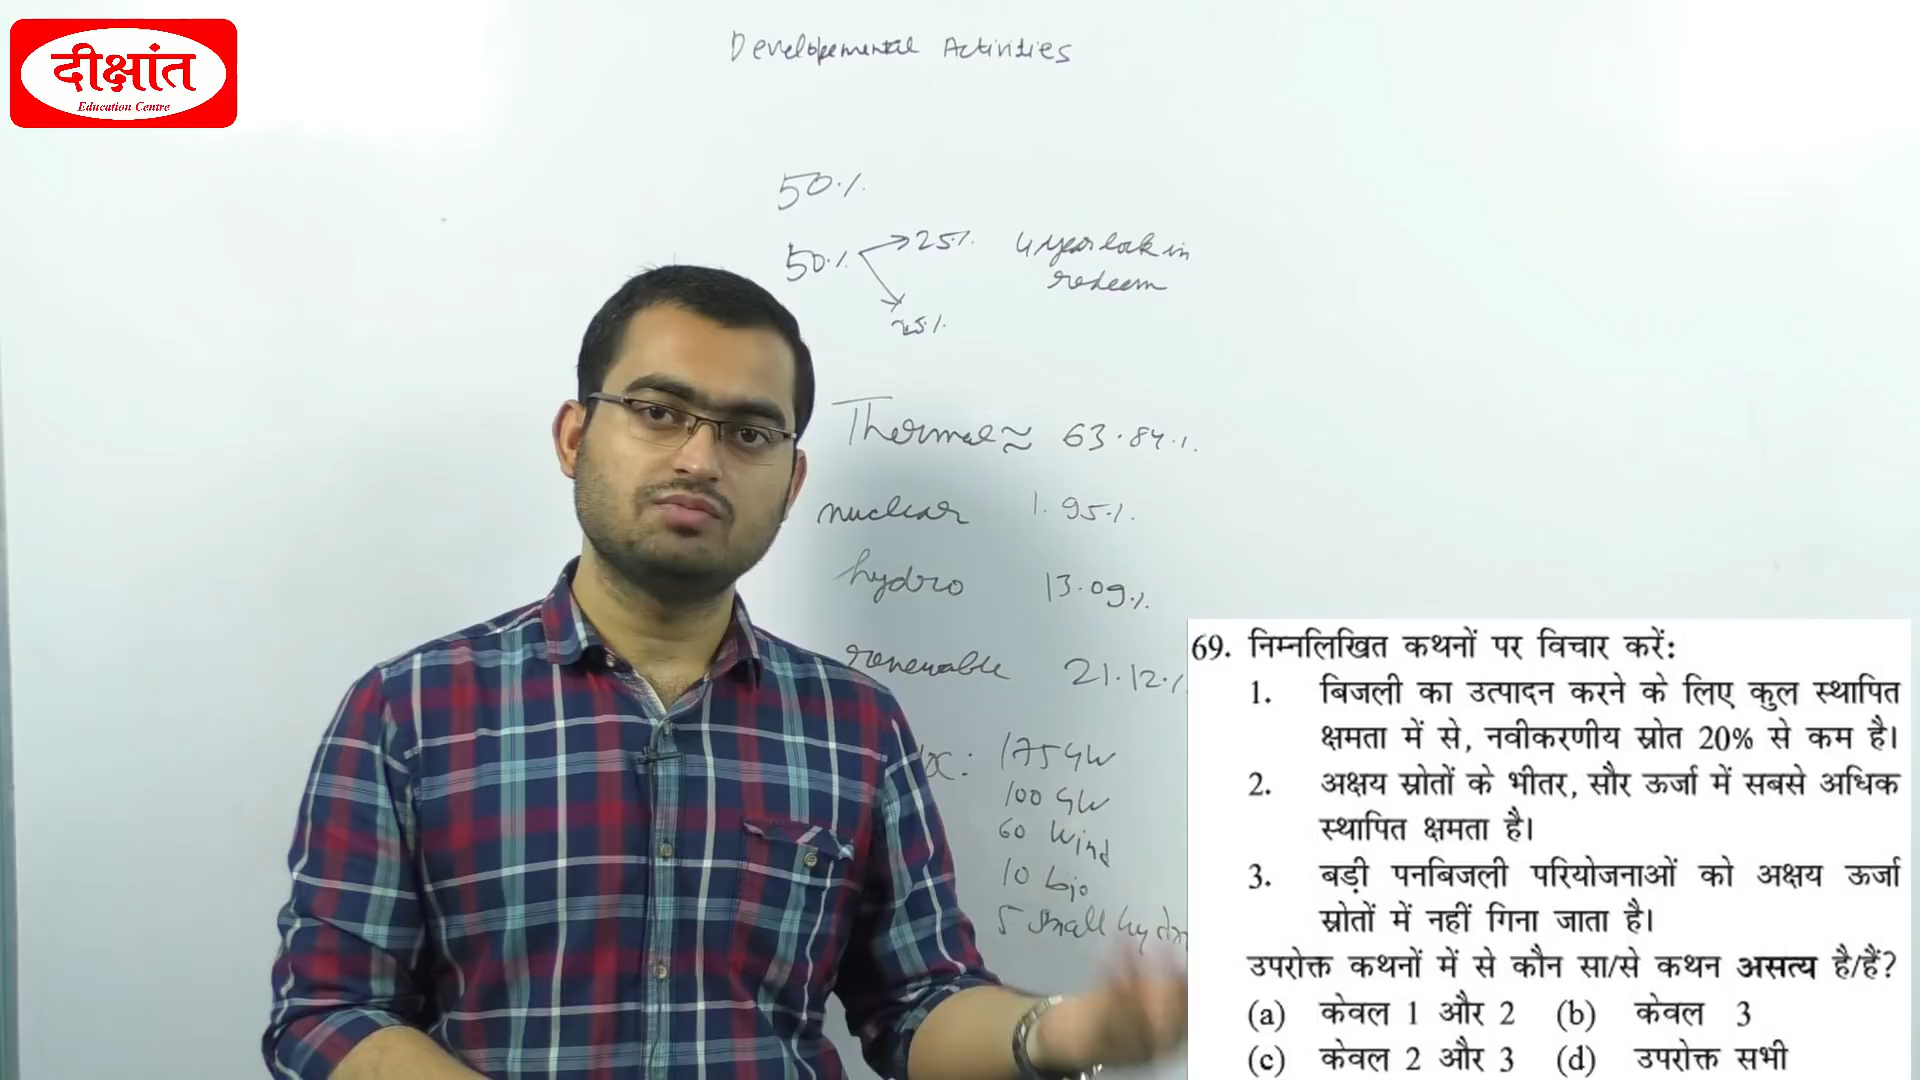 दीक्षांत
Education Centre
Developemental Activities
50%
50% 25% 4 year lock in
redeem
25%
Thermal ≈ 63.84%.
nuclear 1.95%.
hydro 13.09%.
renewable 21.12%
175 GW
100 GW
60 Wind
10 bio
5 small hydro
69. निम्नलिखित कथनों पर विचार करें:
1. बिजली का उत्पादन करने के लिए कुल स्थापित
क्षमता में से, नवीकरणीय स्रोत 20% से कम है।
2. अक्षय स्रोतों के भीतर, सौर ऊर्जा में सबसे अधिक
स्थापित क्षमता है।
3. बड़ी पनबिजली परियोजनाओं को अक्षय ऊर्जा
स्रोतों में नहीं गिना जाता है।
उपरोक्त कथनों में से कौन सा/से कथन असत्य है/हैं?
(a) केवल 1 और 2 (b) केवल 3
(c) केवल 2 और 3 (d) उपरोक्त सभी